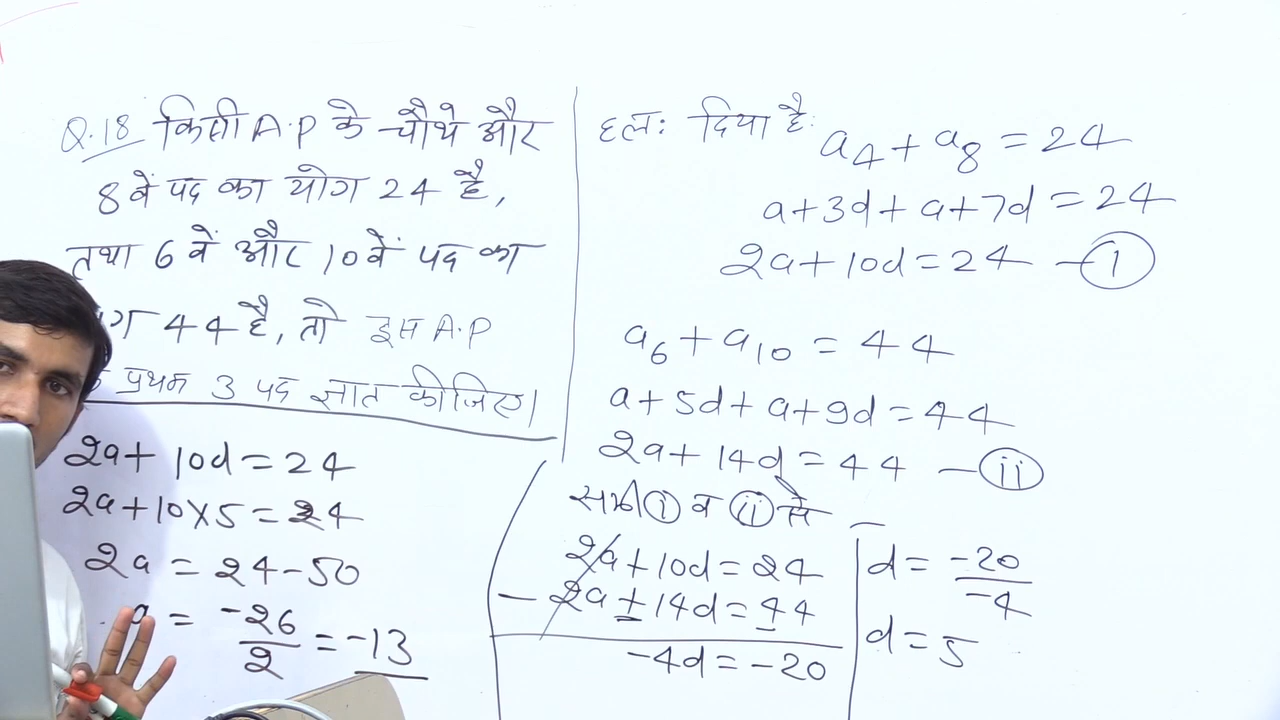 Q.18 किसी A.P के चौथे और
8 वें पद का योग 24 है,
तथा 6 वें और 10 वें पद का
44 है, तो इस A.P
प्रथम 3 पद ज्ञात कीजिए।
2a + 10d = 24
2a + 10 × 5 = 24
2a = 24 - 50
a = -26/2 = -13
हल: दिया है:
a₄ + a₈ = 24
a + 3d + a + 7d = 24
2a + 10d = 24 — (i)
a₆ + a₁₀ = 44
a + 5d + a + 9d = 44
2a + 14d = 44 — (ii)
समी (i) व (ii) से
2a + 10d = 24
- 2a ± 14d = 44
-4d = -20
d = -20/-4
d = 5